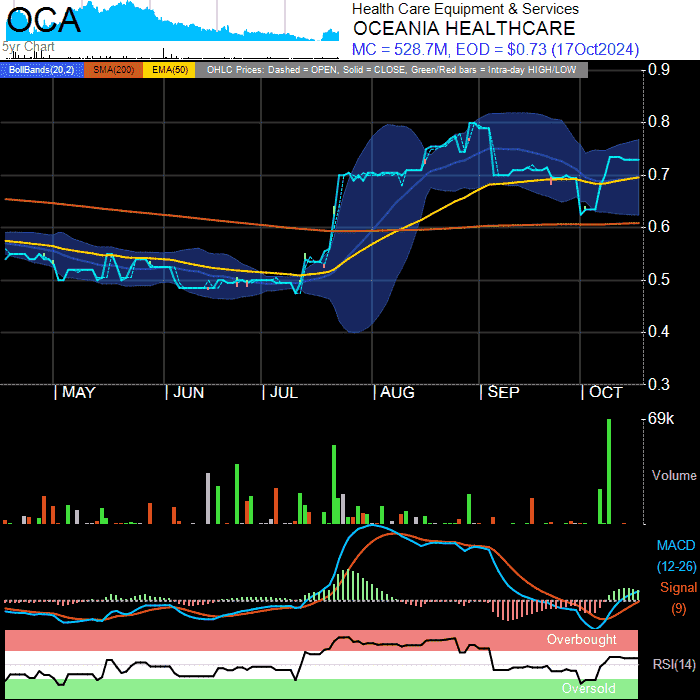 OCA
Health Care Equipment & Services
OCEANIA HEALTHCARE
5yr Chart
MC = 528.7M, EOD = $0.73 (17Oct2024)
BollBands(20,2) SMA(200) EMA(50) OHLC Prices: Dashed = OPEN, Solid = CLOSE, Green/Red bars = Intra-day HIGH/LOW
0.9
0.8
0.7
0.6
0.5
0.4
0.3
MAY JUN JUL AUG SEP OCT
69k
Volume
MACD
(12-26)
Signal
(9)
Overbought
RSI(14)
Oversold